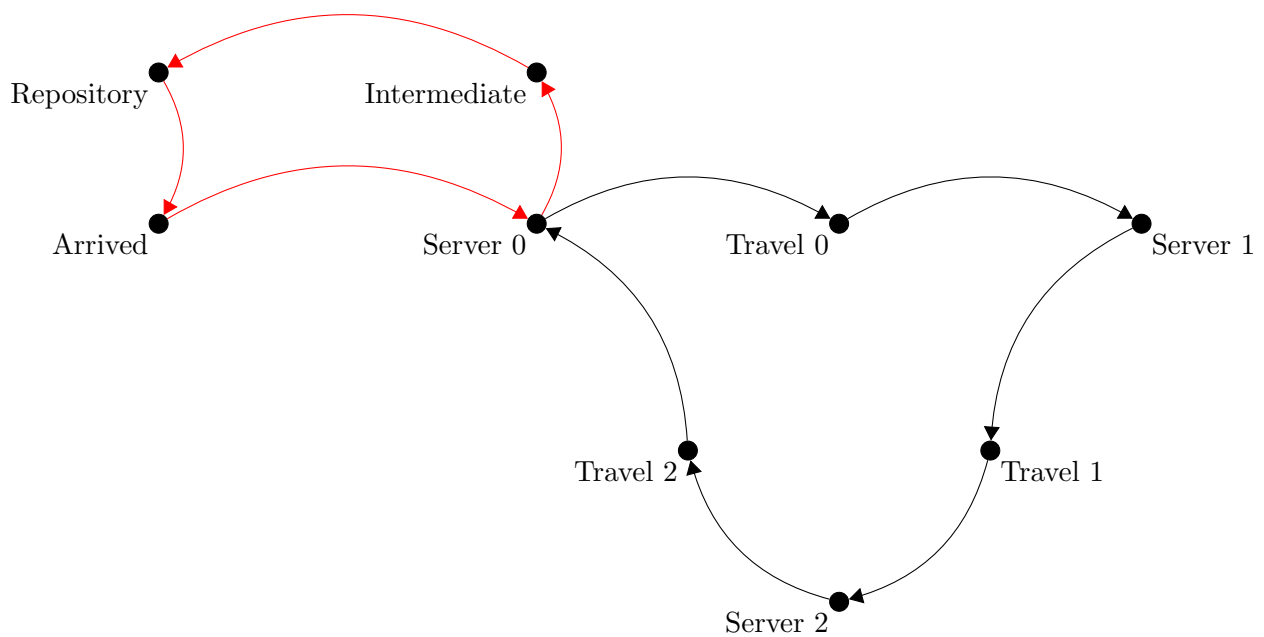 Repository
Intermediate
Arrived
Server 0
Travel 0
Server 1
Travel 2
Travel 1
Server 2